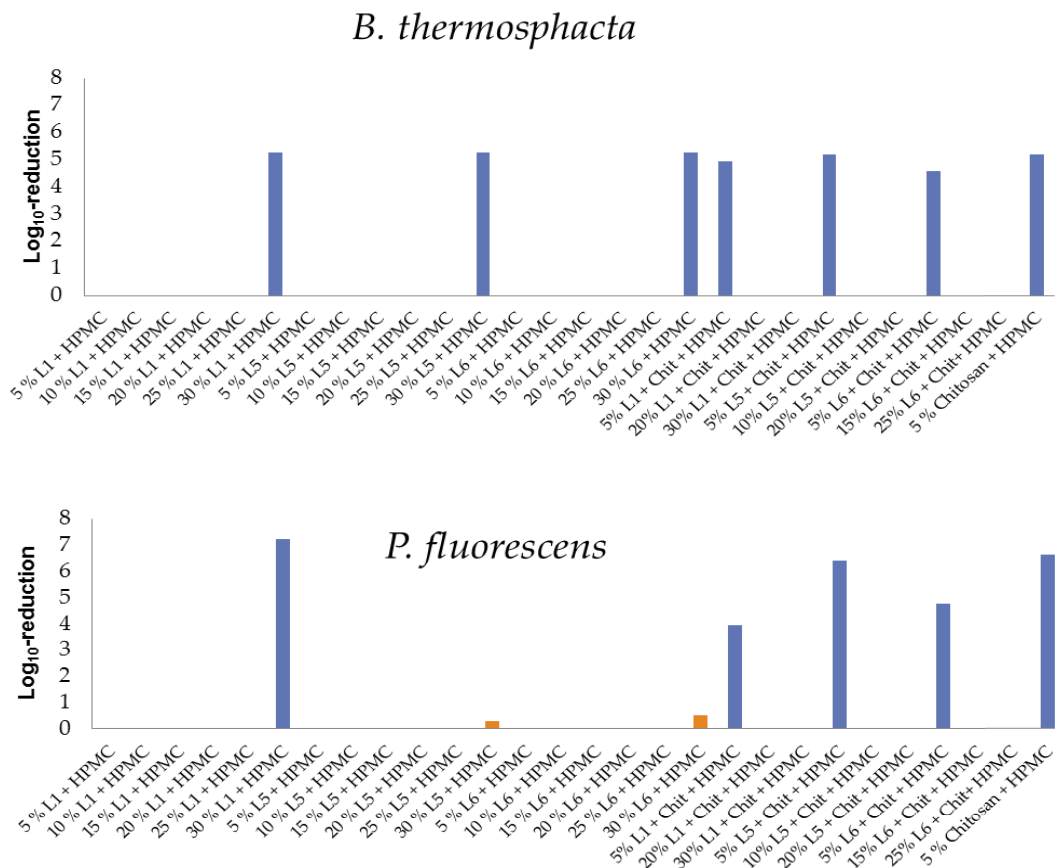 B. thermosphacta
8
7
6
5
4
3
2
1
0
Log₁₀-reduction
5 % L1 + HPMC
10 % L1 + HPMC
15 % L1 + HPMC
20 % L1 + HPMC
25 % L1 + HPMC
30 % L1 + HPMC
5 % L5 + HPMC
10 % L5 + HPMC
15 % L5 + HPMC
20 % L5 + HPMC
25 % L5 + HPMC
30 % L5 + HPMC
5 % L6 + HPMC
10 % L6 + HPMC
15 % L6 + HPMC
20 % L6 + HPMC
25 % L6 + HPMC
30 % L6 + HPMC
5% L1 + Chit + HPMC
20% L1 + Chit + HPMC
30% L1 + Chit + HPMC
5% L5 + Chit + HPMC
10% L5 + Chit + HPMC
20% L5 + Chit + HPMC
5% L6 + Chit + HPMC
15% L6 + Chit + HPMC
25% L6 + Chit+ HPMC
5 % Chitosan + HPMC
P. fluorescens
8
7
6
5
4
3
2
1
0
Log₁₀-reduction
5 % L1 + HPMC
10 % L1 + HPMC
15 % L1 + HPMC
20 % L1 + HPMC
25 % L1 + HPMC
30 % L1 + HPMC
5 % L5 + HPMC
10 % L5 + HPMC
15 % L5 + HPMC
20 % L5 + HPMC
25 % L5 + HPMC
30 % L5 + HPMC
5 % L6 + HPMC
10 % L6 + HPMC
15 % L6 + HPMC
20 % L6 + HPMC
25 % L6 + HPMC
30 % L6 + HPMC
5% L1 + Chit + HPMC
20% L1 + Chit + HPMC
30% L1 + Chit + HPMC
5% L5 + Chit + HPMC
10% L5 + Chit + HPMC
20% L5 + Chit + HPMC
5% L6 + Chit + HPMC
15% L6 + Chit + HPMC
25% L6 + Chit+ HPMC
5 % Chitosan + HPMC